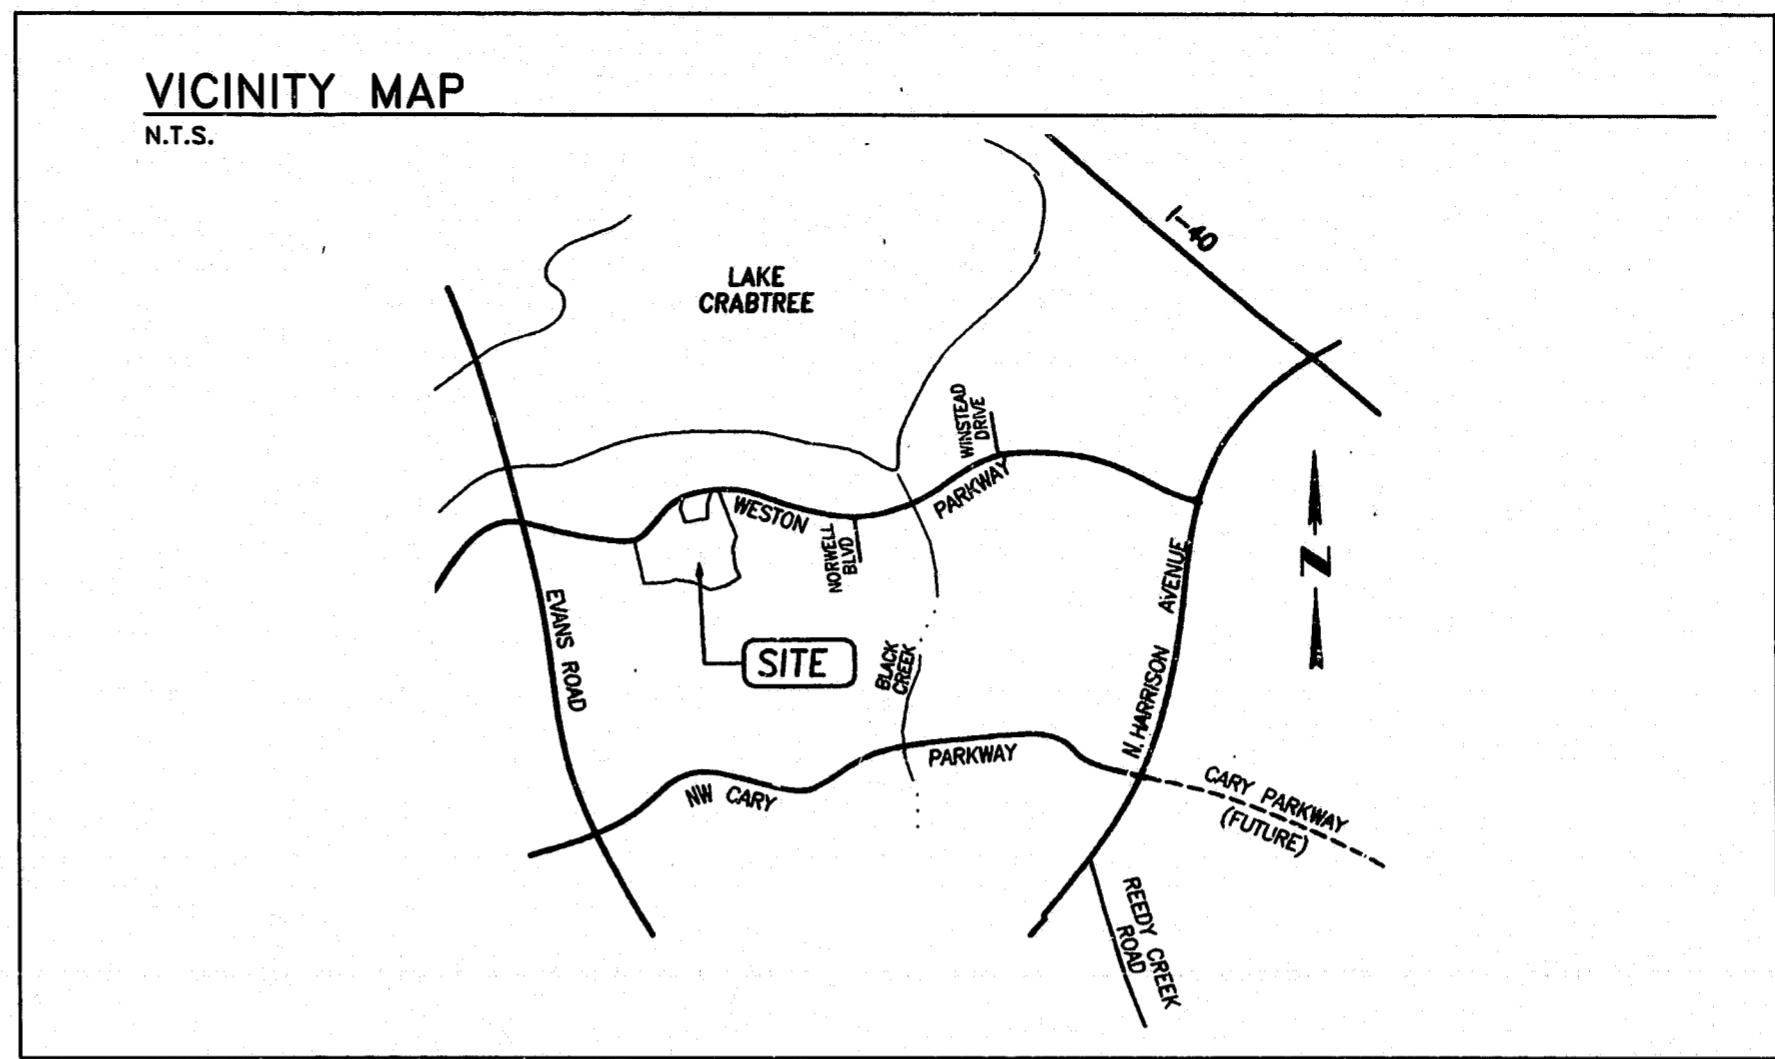 VICINITY MAP
N.T.S.
I-40
LAKE
CRABTREE
WINSTEAD
DRIVE
WESTON
PARKWAY
NORWELL
BLVD
N
EVANS ROAD
SITE
BLACK
CREEK
N. HARRISON AVENUE
NW CARY
PARKWAY
CARY PARKWAY
(FUTURE)
REEDY CREEK
ROAD